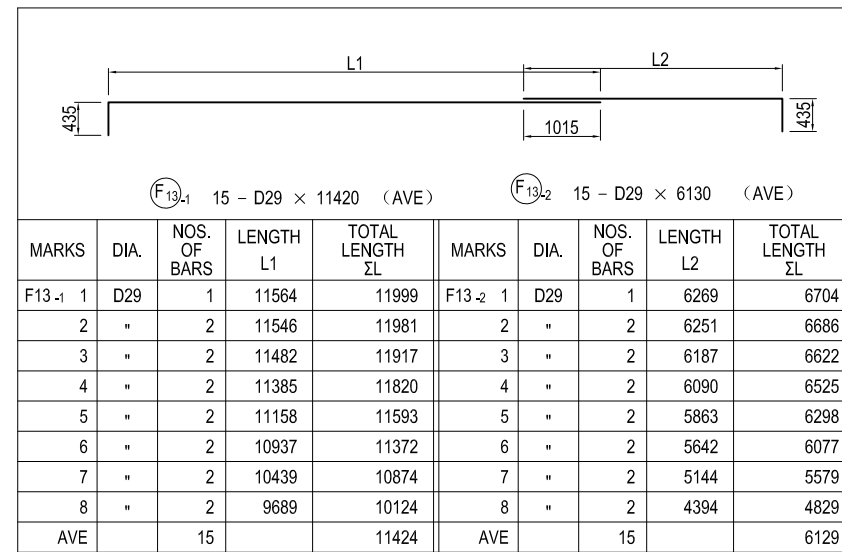 L1
L2
435
435
1015
F13-1 15 – D29 × 11420 (AVE)
F13-2 15 – D29 × 6130 (AVE)
MARKS DIA. NOS. OF BARS LENGTH L1 TOTAL LENGTH ΣL MARKS DIA. NOS. OF BARS LENGTH L2 TOTAL LENGTH ΣL
F13 -1 1 D29 1 11564 11999 F13 -2 1 D29 1 6269 6704
2 " 2 11546 11981 2 " 2 6251 6686
3 " 2 11482 11917 3 " 2 6187 6622
4 " 2 11385 11820 4 " 2 6090 6525
5 " 2 11158 11593 5 " 2 5863 6298
6 " 2 10937 11372 6 " 2 5642 6077
7 " 2 10439 10874 7 " 2 5144 5579
8 " 2 9689 10124 8 " 2 4394 4829
AVE 15 11424 AVE 15 6129